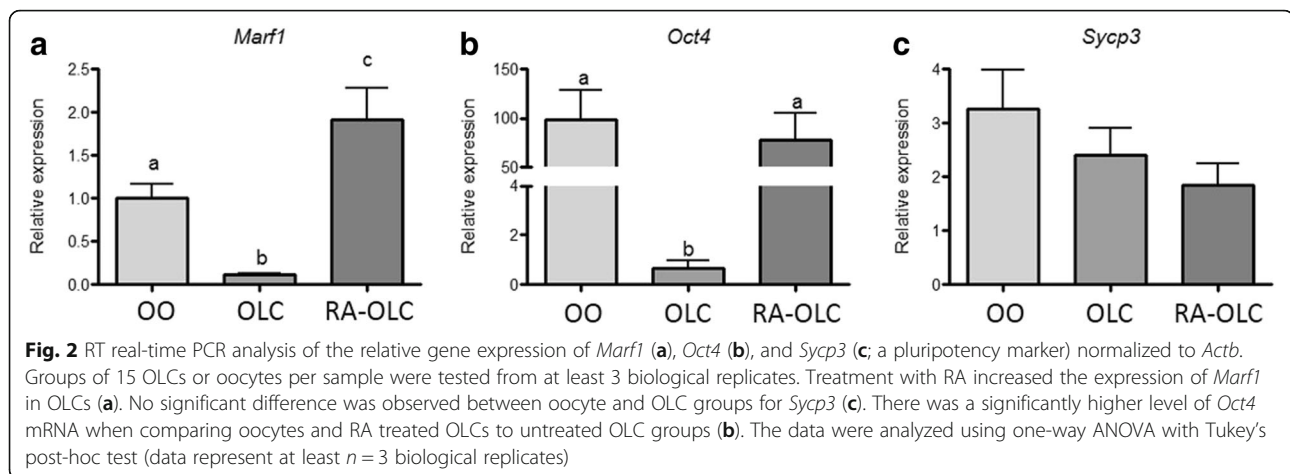 a Marf1
b Oct4
c Sycp3
Relative expression
2.5
2.0
1.5
1.0
0.5
0.0
a
b
c
OO OLC RA-OLC
Relative expression
150
100
50
4
2
0
a
b
a
OO OLC RA-OLC
Relative expression
4
3
2
1
0
OO OLC RA-OLC
Fig. 2 RT real-time PCR analysis of the relative gene expression of Marf1 (a), Oct4 (b), and Sycp3 (c; a pluripotency marker) normalized to Actb.
Groups of 15 OLCs or oocytes per sample were tested from at least 3 biological replicates. Treatment with RA increased the expression of Marf1
in OLCs (a). No significant difference was observed between oocyte and OLC groups for Sycp3 (c). There was a significantly higher level of Oct4
mRNA when comparing oocytes and RA treated OLCs to untreated OLC groups (b). The data were analyzed using one-way ANOVA with Tukey's
post-hoc test (data represent at least n = 3 biological replicates)